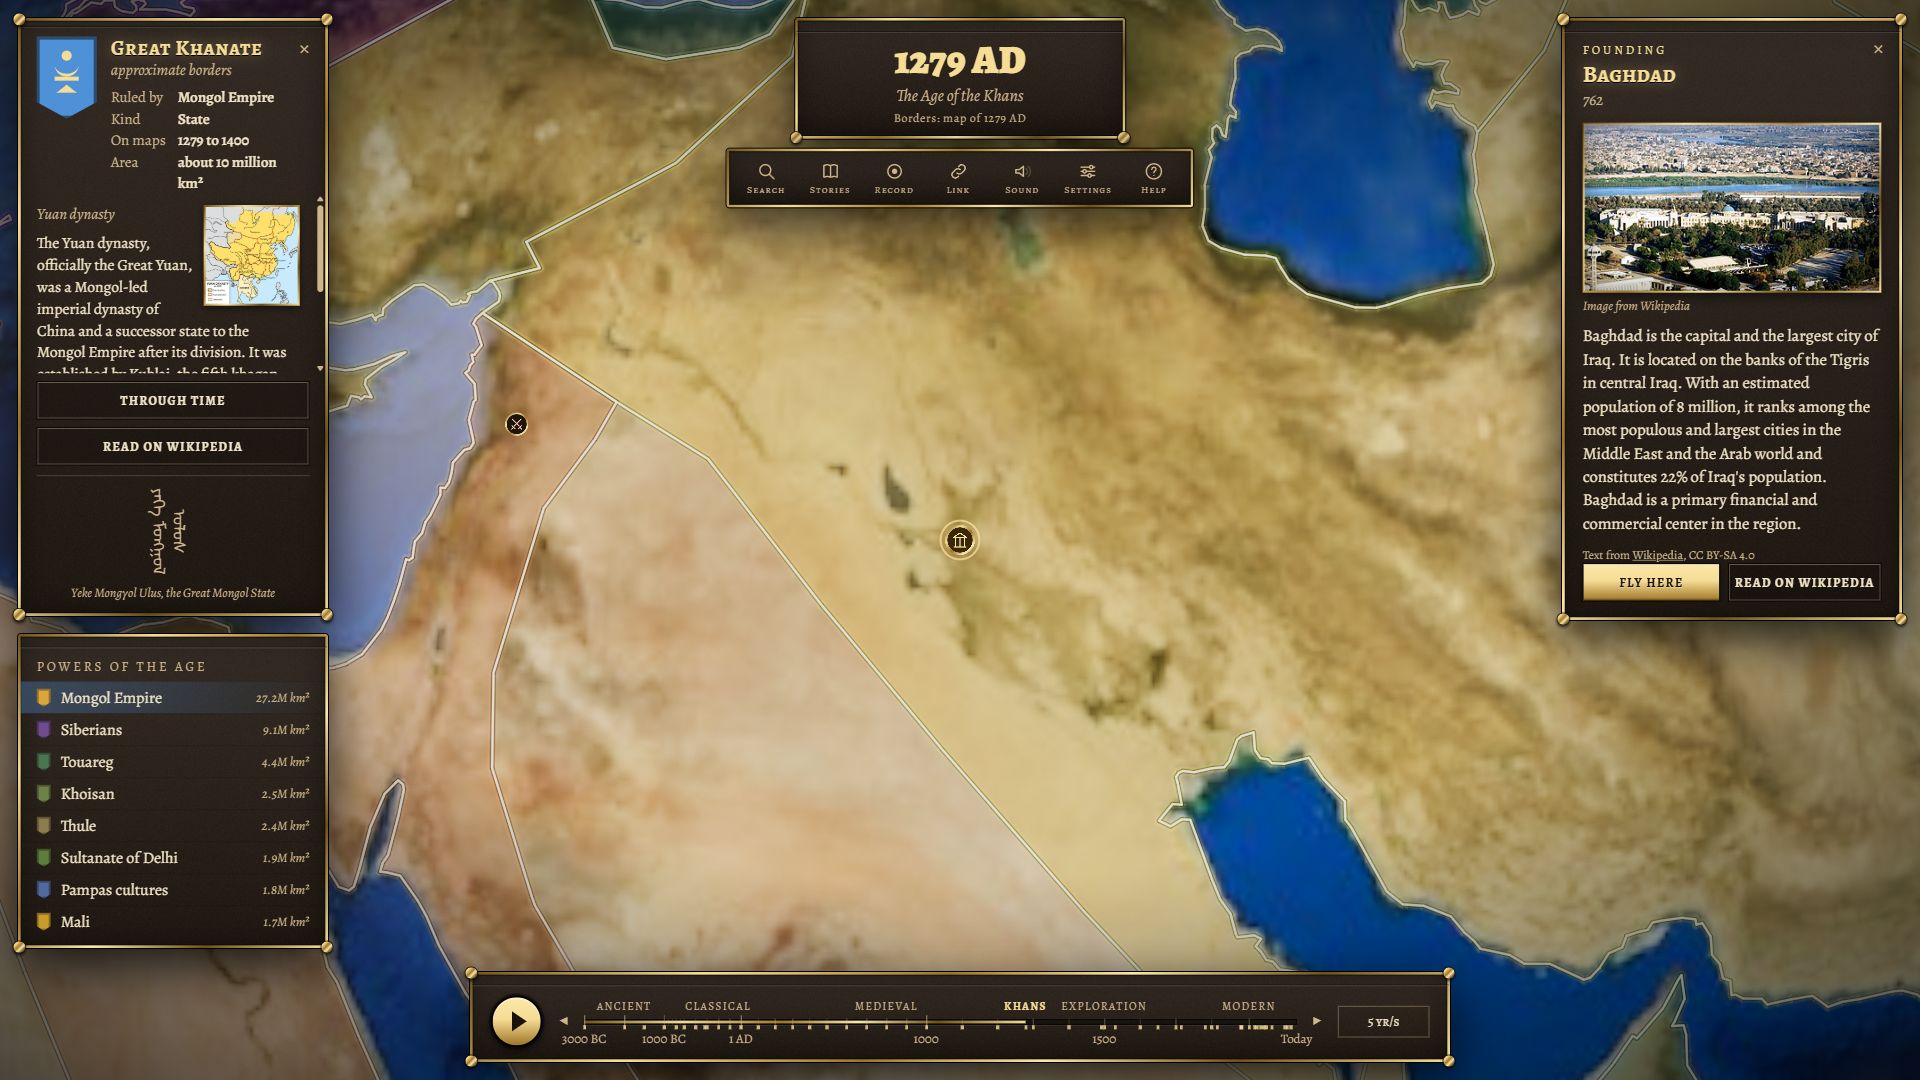 Great Khanate
approximate borders
Ruled by Mongol Empire
Kind State
On maps 1279 to 1400
Area about 10 million
km²
Yuan dynasty
The Yuan dynasty,
officially the Great Yuan,
was a Mongol-led
imperial dynasty of
China and a successor state to the
Mongol Empire after its division. It was
established by Kublai, the fifth khagan
THROUGH TIME
READ ON WIKIPEDIA
Yeke Mongyol Ulus, the Great Mongol State
POWERS OF THE AGE
Mongol Empire 27.2M km²
Siberians 9.1M km²
Touareg 4.4M km²
Khoisan 2.5M km²
Thule 2.4M km²
Sultanate of Delhi 1.9M km²
Pampas cultures 1.8M km²
Mali 1.7M km²
1279 AD
The Age of the Khans
Borders: map of 1279 AD
SEARCH STORIES RECORD LINK SOUND SETTINGS HELP
FOUNDING
Baghdad
762
Image from Wikipedia
Baghdad is the capital and the largest city of
Iraq. It is located on the banks of the Tigris
in central Iraq. With an estimated
population of 8 million, it ranks among the
most populous and largest cities in the
Middle East and the Arab world and
constitutes 22% of Iraq's population.
Baghdad is a primary financial and
commercial center in the region.
Text from Wikipedia, CC BY-SA 4.0
FLY HERE READ ON WIKIPEDIA
ANCIENT CLASSICAL MEDIEVAL KHANS EXPLORATION MODERN
3000 BC 1000 BC 1 AD 1000 1500 Today
5 YR/S